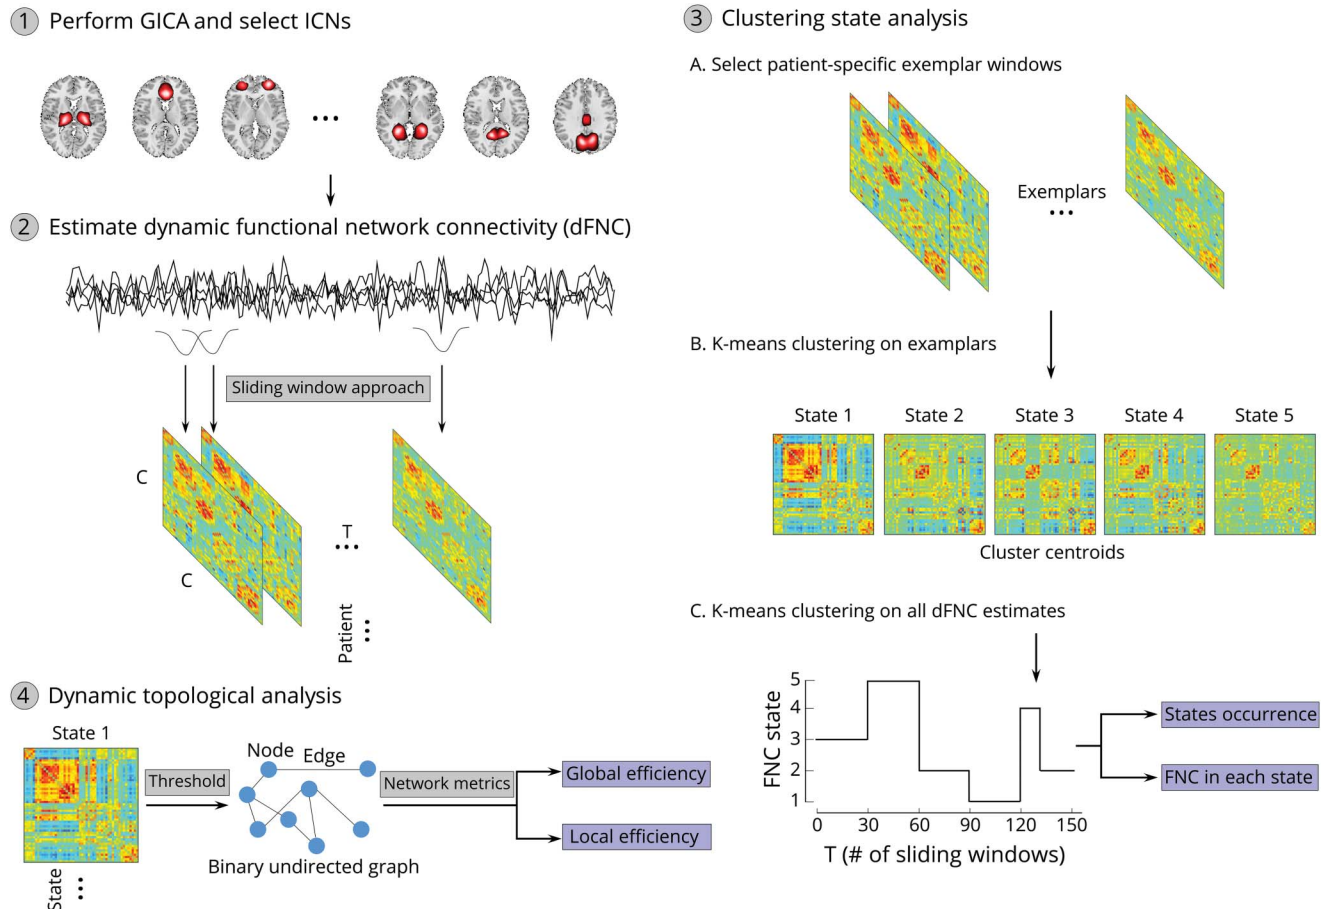 1 Perform GICA and select ICNs
...
2 Estimate dynamic functional network connectivity (dFNC)
Sliding window approach
C
C
T
...
Patient
...
3 Clustering state analysis
A. Select patient-specific exemplar windows
Exemplars
...
B. K-means clustering on examplars
State 1 State 2 State 3 State 4 State 5
Cluster centroids
C. K-means clustering on all dFNC estimates
FNC state
5
4
3
2
1
0 30 60 90 120 150
T (# of sliding windows)
States occurrence
FNC in each state
4 Dynamic topological analysis
State 1
Threshold
Node Edge
Binary undirected graph
Network metrics
Global efficiency
Local efficiency
State
...